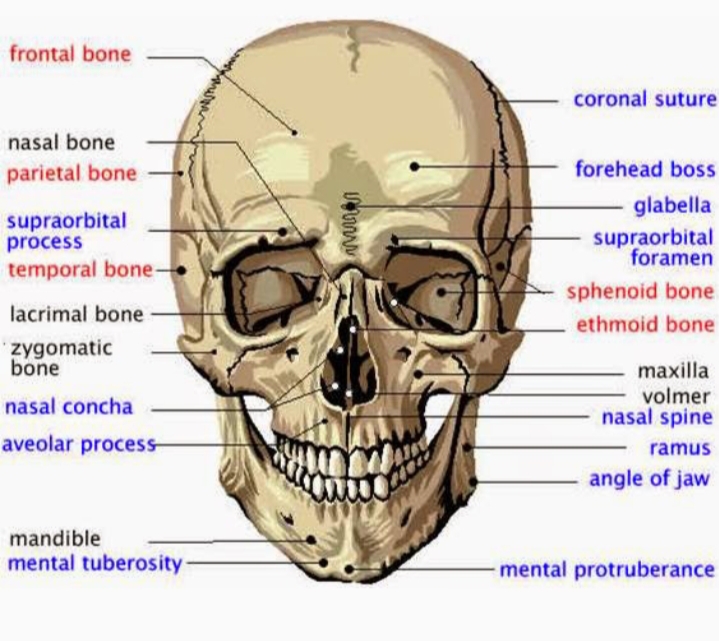 frontal bone
nasal bone
parietal bone
supraorbital
process
temporal bone
lacrimal bone
zygomatic
bone
nasal concha
aveolar process
mandible
mental tuberosity
coronal suture
forehead boss
glabella
supraorbital
foramen
sphenoid bone
ethmoid bone
maxilla
volmer
nasal spine
ramus
angle of jaw
mental protruberance